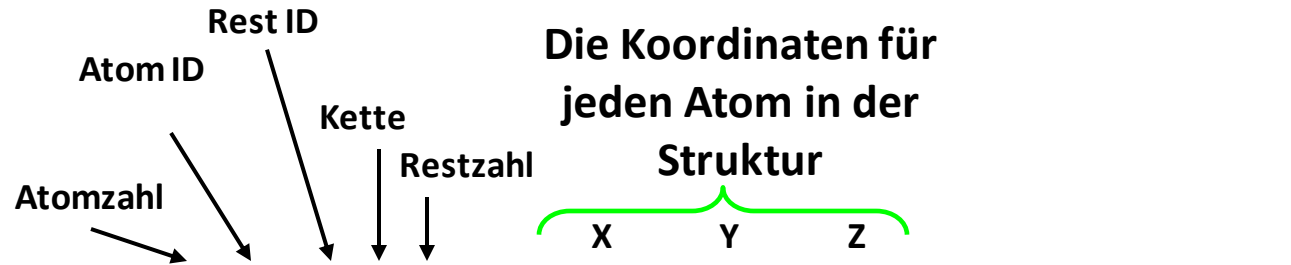 Rest ID
Atom ID
Kette
Restzahl
Atomzahl
Die Koordinaten für
jeden Atom in der
Struktur
X Y Z